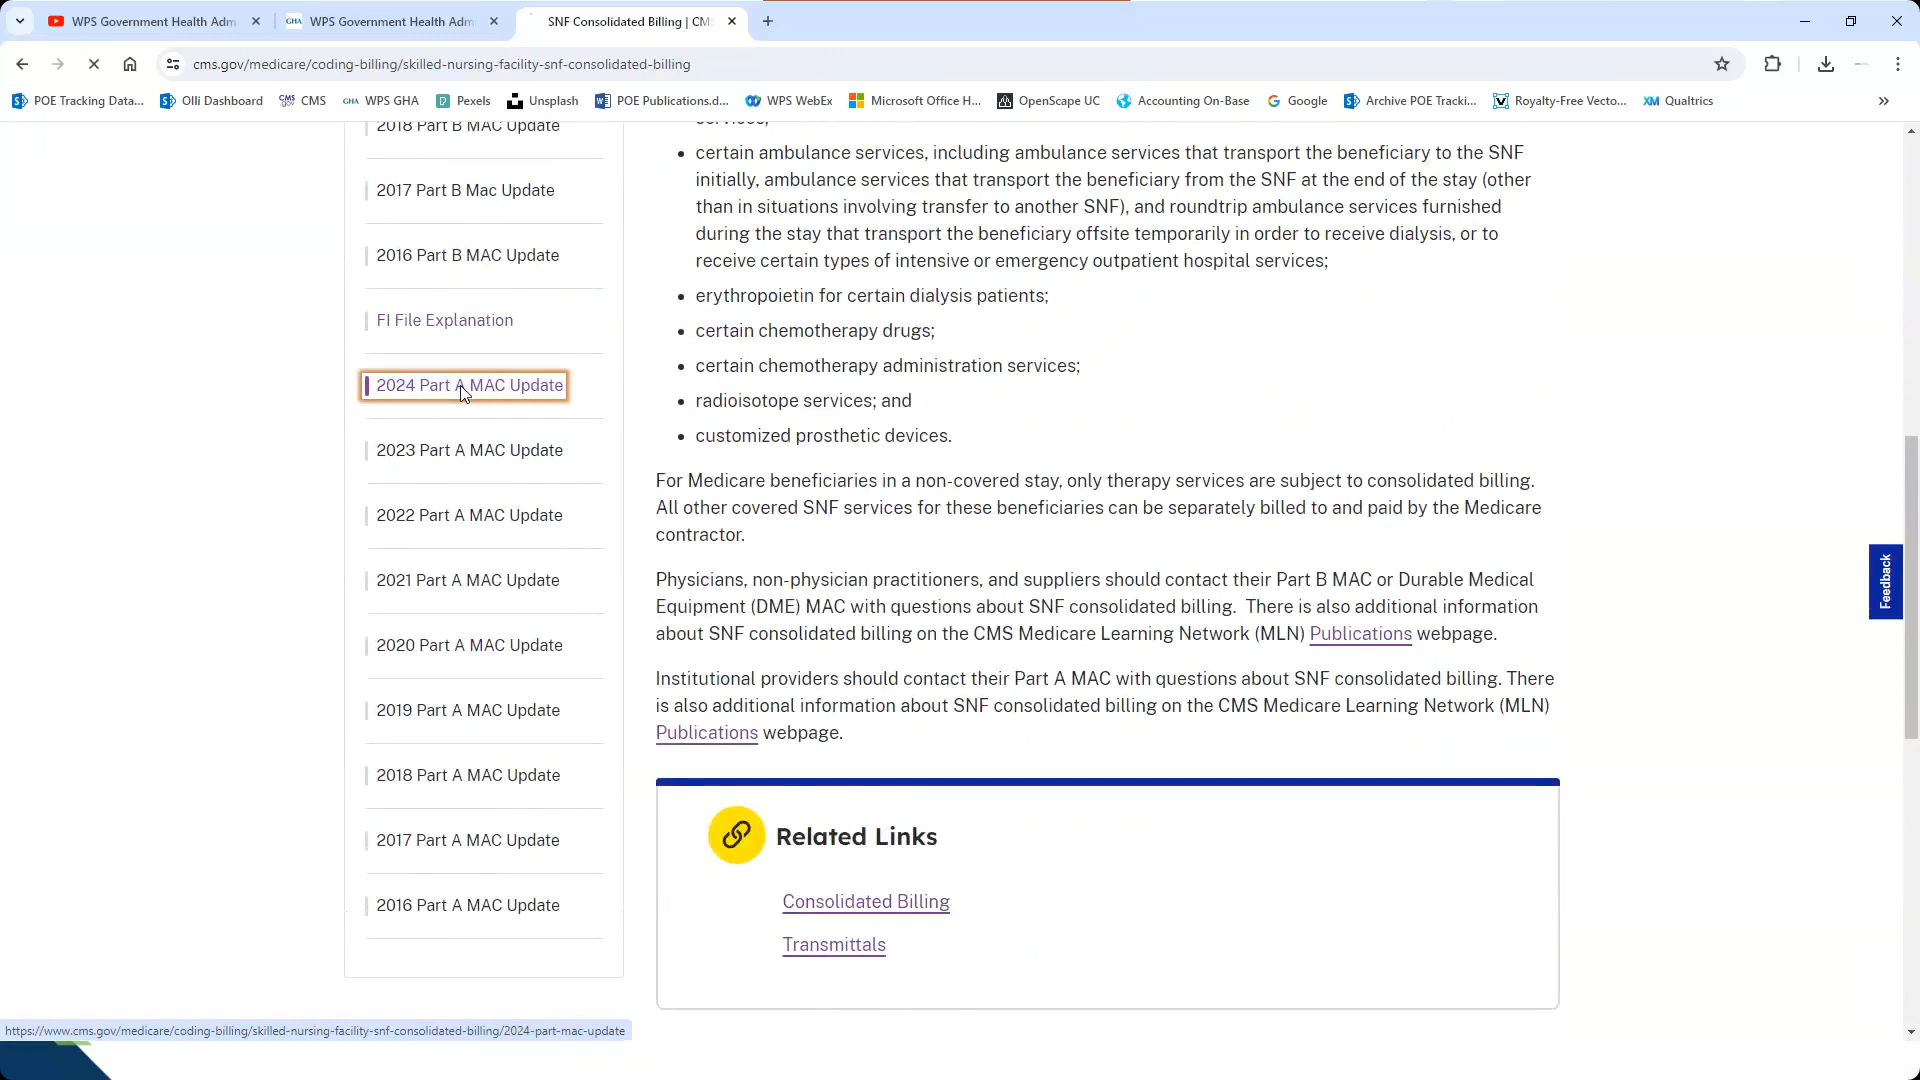 WPS Government Health Adm
WPS Government Health Adm
SNF Consolidated Billing | CM
cms.gov/medicare/coding-billing/skilled-nursing-facility-snf-consolidated-billing
POE Tracking Data...
Olli Dashboard
CMS
WPS GHA
Pexels
Unsplash
POE Publications.d...
WPS WebEx
Microsoft Office H...
OpenScape UC
Accounting On-Base
Google
Archive POE Tracki...
Royalty-Free Vecto...
Qualtrics
2018 Part B MAC Update
2017 Part B Mac Update
2016 Part B MAC Update
FI File Explanation
2024 Part A MAC Update
2023 Part A MAC Update
2022 Part A MAC Update
2021 Part A MAC Update
2020 Part A MAC Update
2019 Part A MAC Update
2018 Part A MAC Update
2017 Part A MAC Update
2016 Part A MAC Update
services;
certain ambulance services, including ambulance services that transport the beneficiary to the SNF
initially, ambulance services that transport the beneficiary from the SNF at the end of the stay (other
than in situations involving transfer to another SNF), and roundtrip ambulance services furnished
during the stay that transport the beneficiary offsite temporarily in order to receive dialysis, or to
receive certain types of intensive or emergency outpatient hospital services;
erythropoietin for certain dialysis patients;
certain chemotherapy drugs;
certain chemotherapy administration services;
radioisotope services; and
customized prosthetic devices.
For Medicare beneficiaries in a non-covered stay, only therapy services are subject to consolidated billing.
All other covered SNF services for these beneficiaries can be separately billed to and paid by the Medicare
contractor.
Physicians, non-physician practitioners, and suppliers should contact their Part B MAC or Durable Medical
Equipment (DME) MAC with questions about SNF consolidated billing. There is also additional information
about SNF consolidated billing on the CMS Medicare Learning Network (MLN) Publications webpage.
Institutional providers should contact their Part A MAC with questions about SNF consolidated billing. There
is also additional information about SNF consolidated billing on the CMS Medicare Learning Network (MLN)
Publications webpage.
Related Links
Consolidated Billing
Transmittals
Feedback
https://www.cms.gov/medicare/coding-billing/skilled-nursing-facility-snf-consolidated-billing/2024-part-mac-update